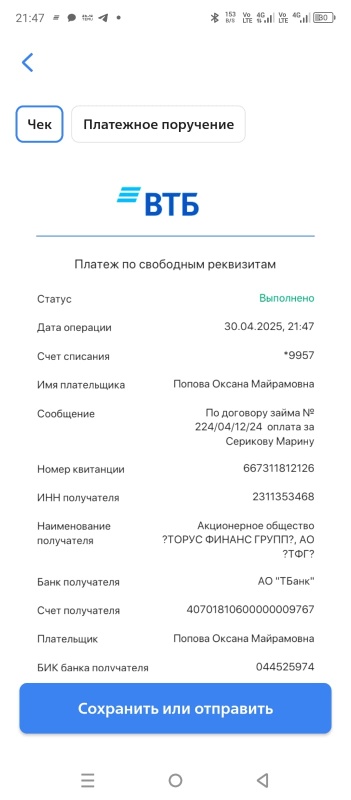 21:47
153
B/S
Vo
LTE
4G
Vo
LTE
4G
30
Чек
Платежное поручение
ВТБ
Платеж по свободным реквизитам
Статус
Выполнено
Дата операции
30.04.2025, 21:47
Счет списания
*9957
Имя плательщика
Попова Оксана Майрамовна
Сообщение
По договору займа №
224/04/12/24 оплата за
Серикову Марину
Номер квитанции
667311812126
ИНН получателя
2311353468
Наименование
получателя
Акционерное общество
?ТОРУС ФИНАНС ГРУПП?, АО
?ТФГ?
Банк получателя
АО "ТБанк"
Счет получателя
40701810600000009767
Плательщик
Попова Оксана Майрамовна
БИК банка получателя
044525974
Сохранить или отправить